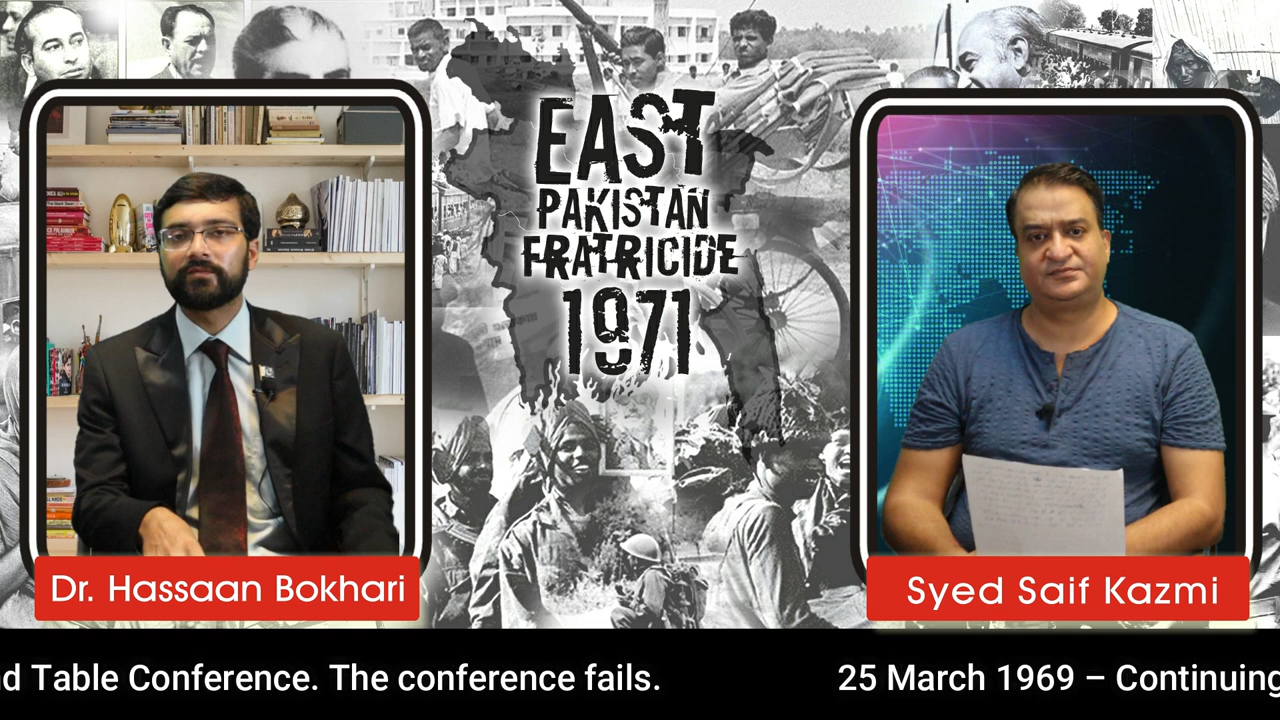 EAST
PAKISTAN
FRATRICIDE
1971
Dr. Hassaan Bokhari
Syed Saif Kazmi
d Table Conference. The conference fails.
25 March 1969 – Continuing